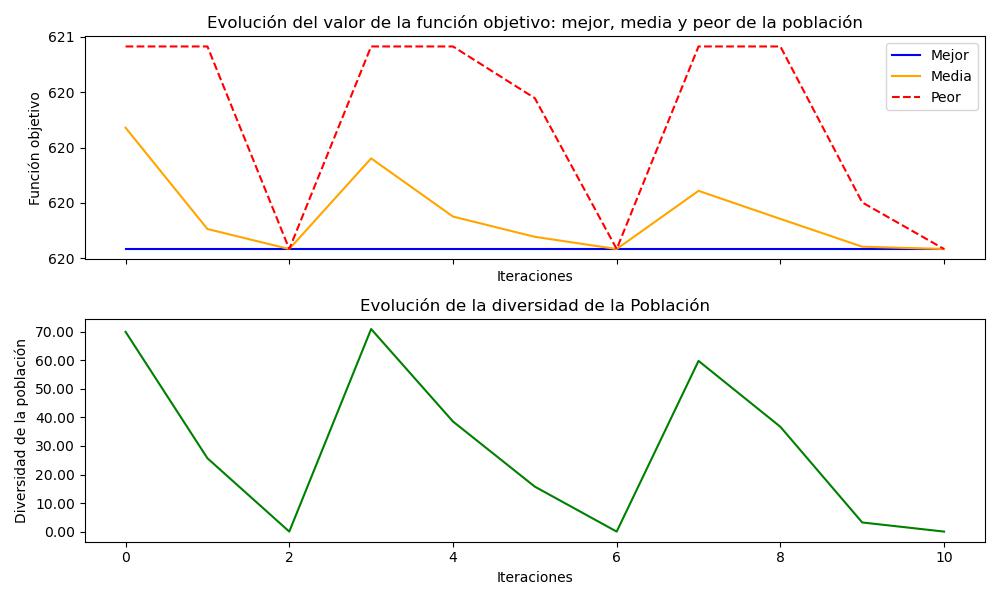 Evolución del valor de la función objetivo: mejor, media y peor de la población
621
620
620
620
620
Función objetivo
Mejor
Media
Peor
Iteraciones
Evolución de la diversidad de la Población
70.00
60.00
50.00
40.00
30.00
20.00
10.00
0.00
Diversidad de la población
0 2 4 6 8 10
Iteraciones